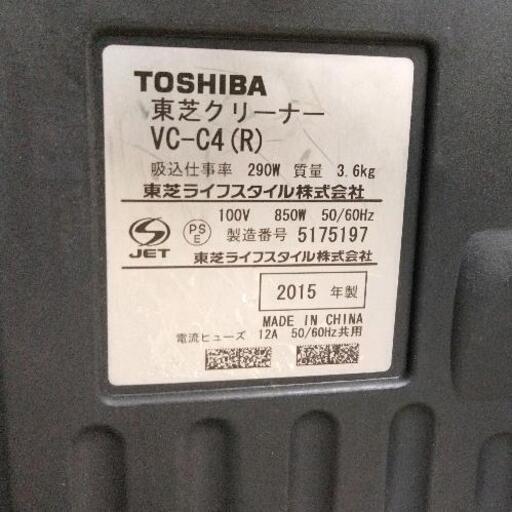 TOSHIBA
東芝クリーナー
VC-C4(R)
吸込仕事率 290W 質量 3.6kg
東芝ライフスタイル株式会社
100V 850W 50/60Hz
JET PS E 製造番号 5175197
東芝ライフスタイル株式会社
2015 年製
MADE IN CHINA
電流ヒューズ 12A 50/60Hz共用